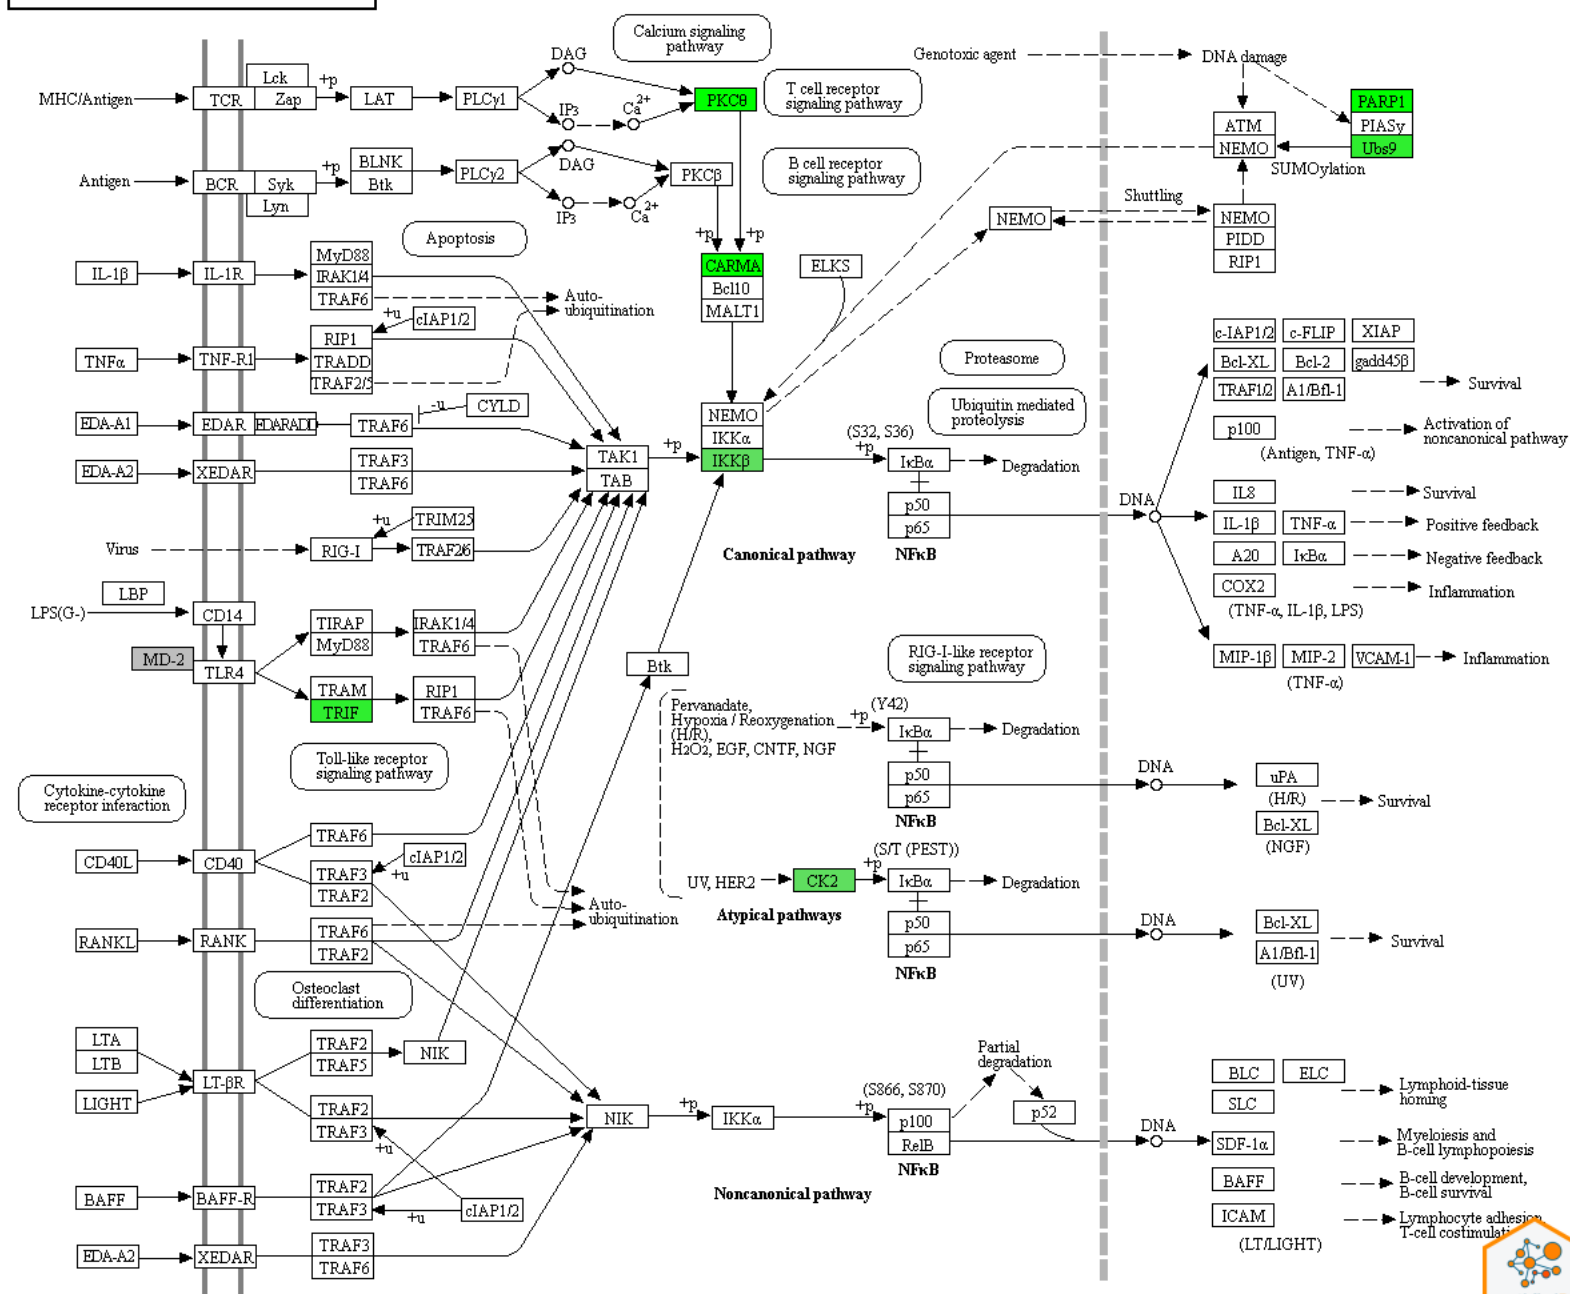 Calcium signaling
pathway
Genotoxic agent
DNA damage
MHC/Antigen
TCR
Lck
Zap
+p
LAT
PLCγ1
DAG
IP3
Ca2+
PKCθ
T cell receptor
signaling pathway
PARP1
PIASy
Ubs9
SUMOylation
ATM
NEMO
Antigen
BCR
Syk
Lyn
+p
BLNK
Btk
PLCγ2
DAG
IP3
Ca2+
PKCβ
B cell receptor
signaling pathway
Shuttling
NEMO
NEMO
PIDD
RIP1
Apoptosis
+p
+p
CARMA
Bcl10
MALT1
ELKS
IL-1β
IL-1R
MyD88
IRAK1/4
TRAF6
Auto-
ubiquitination
TNFα
TNF-R1
RIP1
TRADD
TRAF2/5
+u
cIAP1/2
Proteasome
Ubiquitin mediated
proteolysis
c-IAP1/2
c-FLIP
XIAP
Bcl-XL
Bcl-2
gadd45β
TRAF1/2
A1/Bfl-1
Survival
p100
Activation of
noncanonical pathway
(Antigen, TNF-α)
EDA-A1
EDAR
EDARADD
TRAF6
-u
CYLD
EDA-A2
XEDAR
TRAF3
TRAF6
TAK1
TAB
+p
NEMO
IKKα
IKKβ
(S32, S36)
+p
IκBα
Degradation
p50
p65
NFκB
Canonical pathway
DNA
IL8
Survival
IL-1β
TNF-α
Positive feedback
A20
IκBα
Negative feedback
COX2
Inflammation
(TNF-α, IL-1β, LPS)
MIP-1β
MIP-2
VCAM-1
Inflammation
(TNF-α)
Virus
RIG-I
+u
TRIM25
TRAF2/6
LPS(G-)
LBP
CD14
MD-2
TLR4
TIRAP
MyD88
IRAK1/4
TRAF6
TRAM
TRIF
RIP1
TRAF6
Toll-like receptor
signaling pathway
Btk
RIG-I-like receptor
signaling pathway
Pervanadate,
Hypoxia / Reoxygenation
(H/R),
H2O2, EGF, CNTF, NGF
+p
(Y42)
IκBα
Degradation
p50
p65
NFκB
DNA
uPA
(H/R)
Bcl-XL
(NGF)
Survival
Cytokine-cytokine
receptor interaction
CD40L
CD40
TRAF6
TRAF3
TRAF2
cIAP1/2
+u
UV, HER2
CK2
+p
(S/T (PEST))
IκBα
Degradation
p50
p65
NFκB
Atypical pathways
DNA
Bcl-XL
A1/Bfl-1
(UV)
Survival
Auto-
ubiquitination
RANKL
RANK
TRAF6
TRAF2
Osteoclast
differentiation
LTA
LTB
LIGHT
LT-βR
TRAF2
TRAF5
NIK
TRAF2
TRAF3
+u
NIK
+p
IKKα
+p
(S866, S870)
p100
RelB
NFκB
Partial
degradation
p52
DNA
Noncanonical pathway
BLC
ELC
SLC
Lymphoid-tissue
homing
SDF-1α
Myeloiesis and
B-cell lymphopoiesis
BAFF
B-cell development,
B-cell survival
ICAM
Lymphocyte adhesion,
(LT/LIGHT)
BAFF
BAFF-R
TRAF2
TRAF3
+u
cIAP1/2
EDA-A2
XEDAR
TRAF3
TRAF6